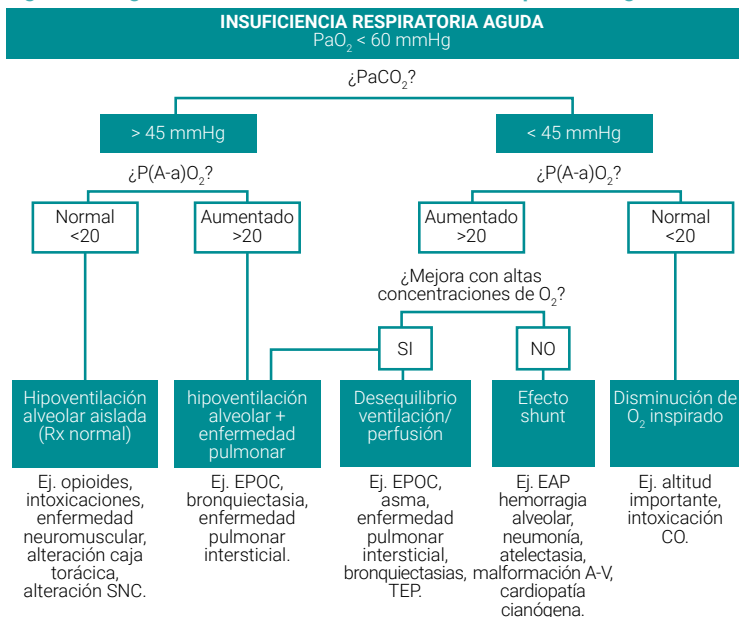 INSUFICIENCIA RESPIRATORIA AGUDA
PaO₂ < 60 mmHg
¿PaCO₂?
> 45 mmHg
< 45 mmHg
¿P(A-a)O₂?
¿P(A-a)O₂?
Normal
<20
Aumentado
>20
Aumentado
>20
Normal
<20
¿Mejora con altas
concentraciones de O₂?
SI
NO
Hipoventilación
alveolar aislada
(Rx normal)
hipoventilación
alveolar +
enfermedad
pulmonar
Desequilibrio
ventilación/
perfusión
Efecto
shunt
Disminución de
O₂ inspirado
Ej. opioides,
intoxicaciones,
enfermedad
neuromuscular,
alteración caja
torácica,
alteración SNC.
Ej. EPOC,
bronquiectasia,
enfermedad
pulmonar
intersticial.
Ej. EPOC,
asma,
enfermedad
pulmonar
intersticial,
bronquiectasias,
TEP.
Ej. EAP
hemorragia
alveolar,
neumonía,
atelectasia,
malformación A-V,
cardiopatía
cianógena.
Ej. altitud
importante,
intoxicación
CO.